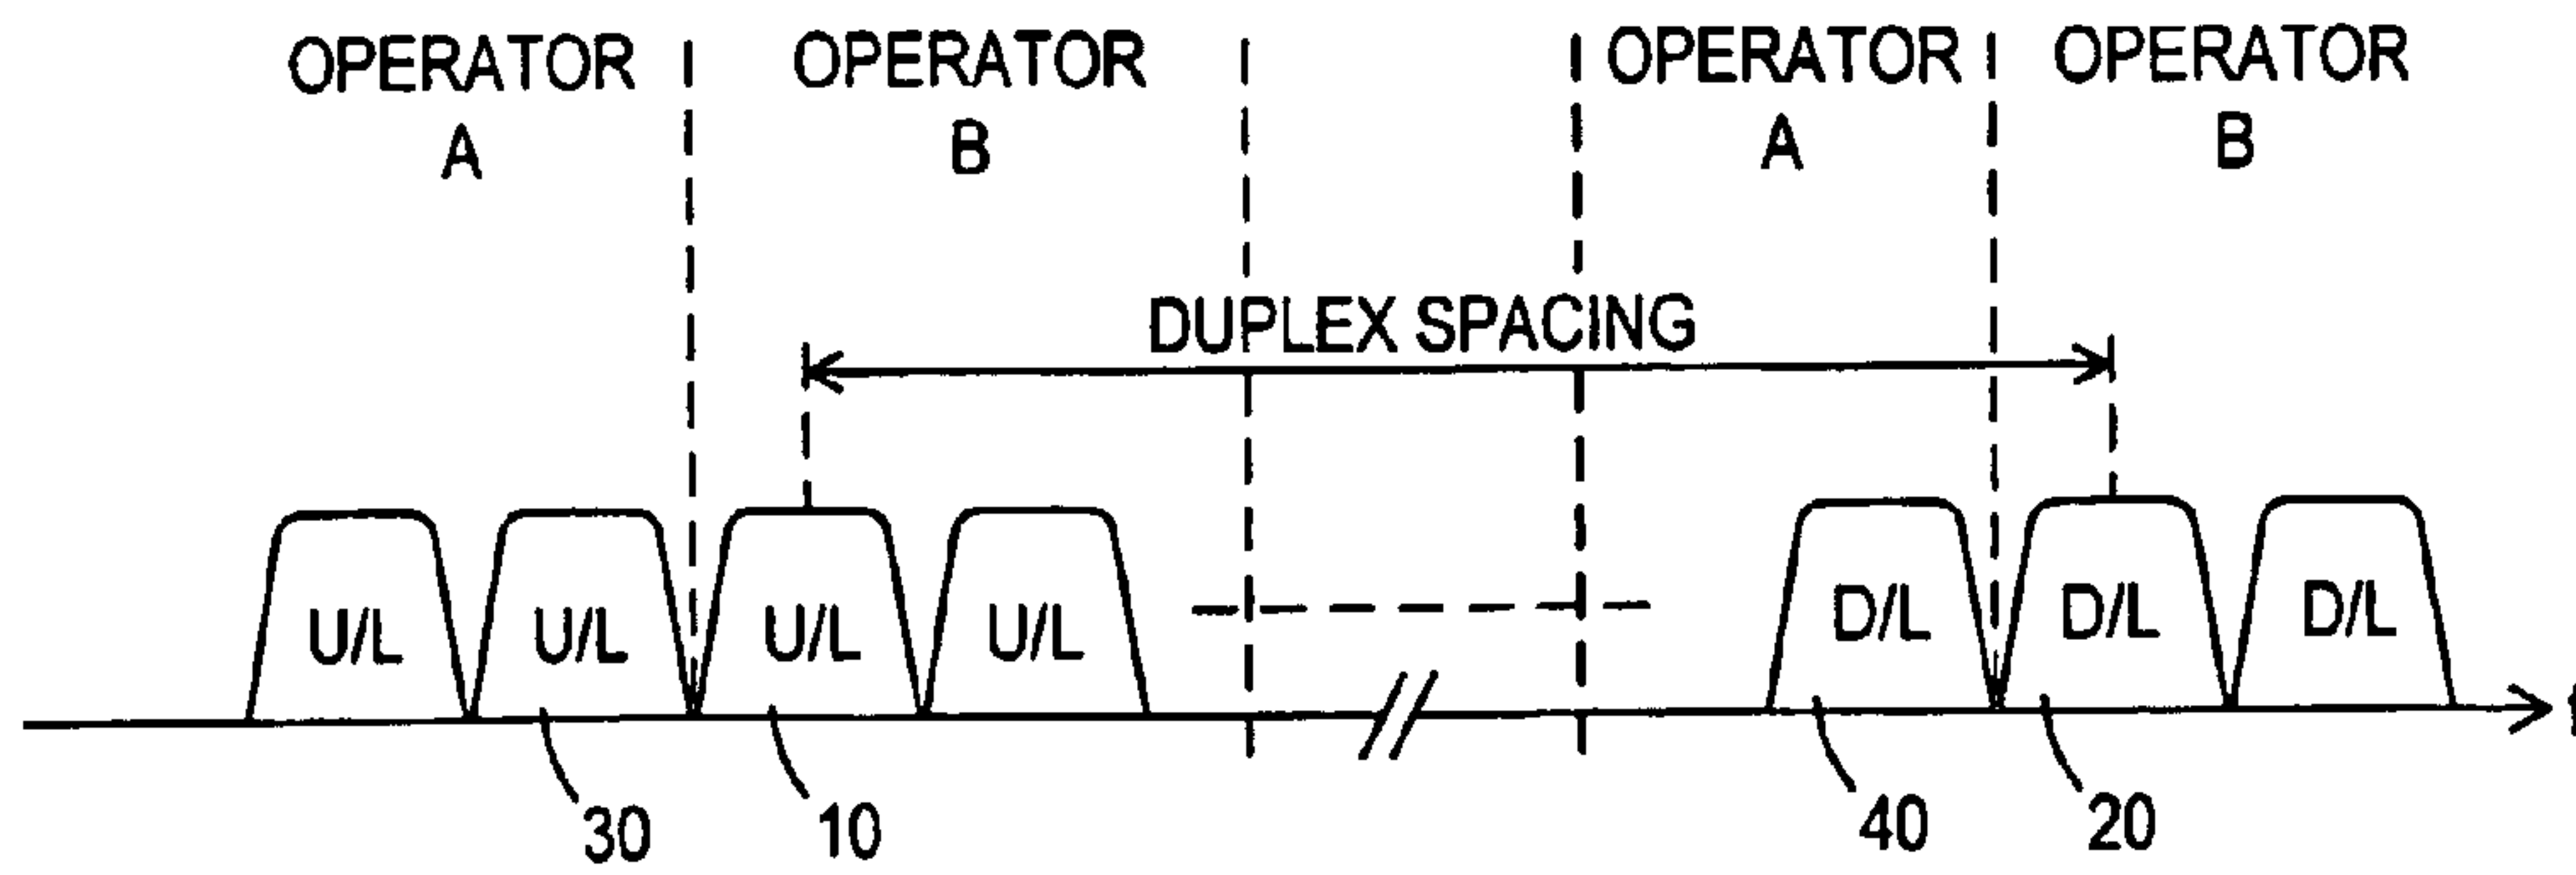 OPERATOR A
OPERATOR B
OPERATOR A
OPERATOR B
DUPLEX SPACING
U/L
U/L
U/L
U/L
D/L
D/L
D/L
30
10
40
20